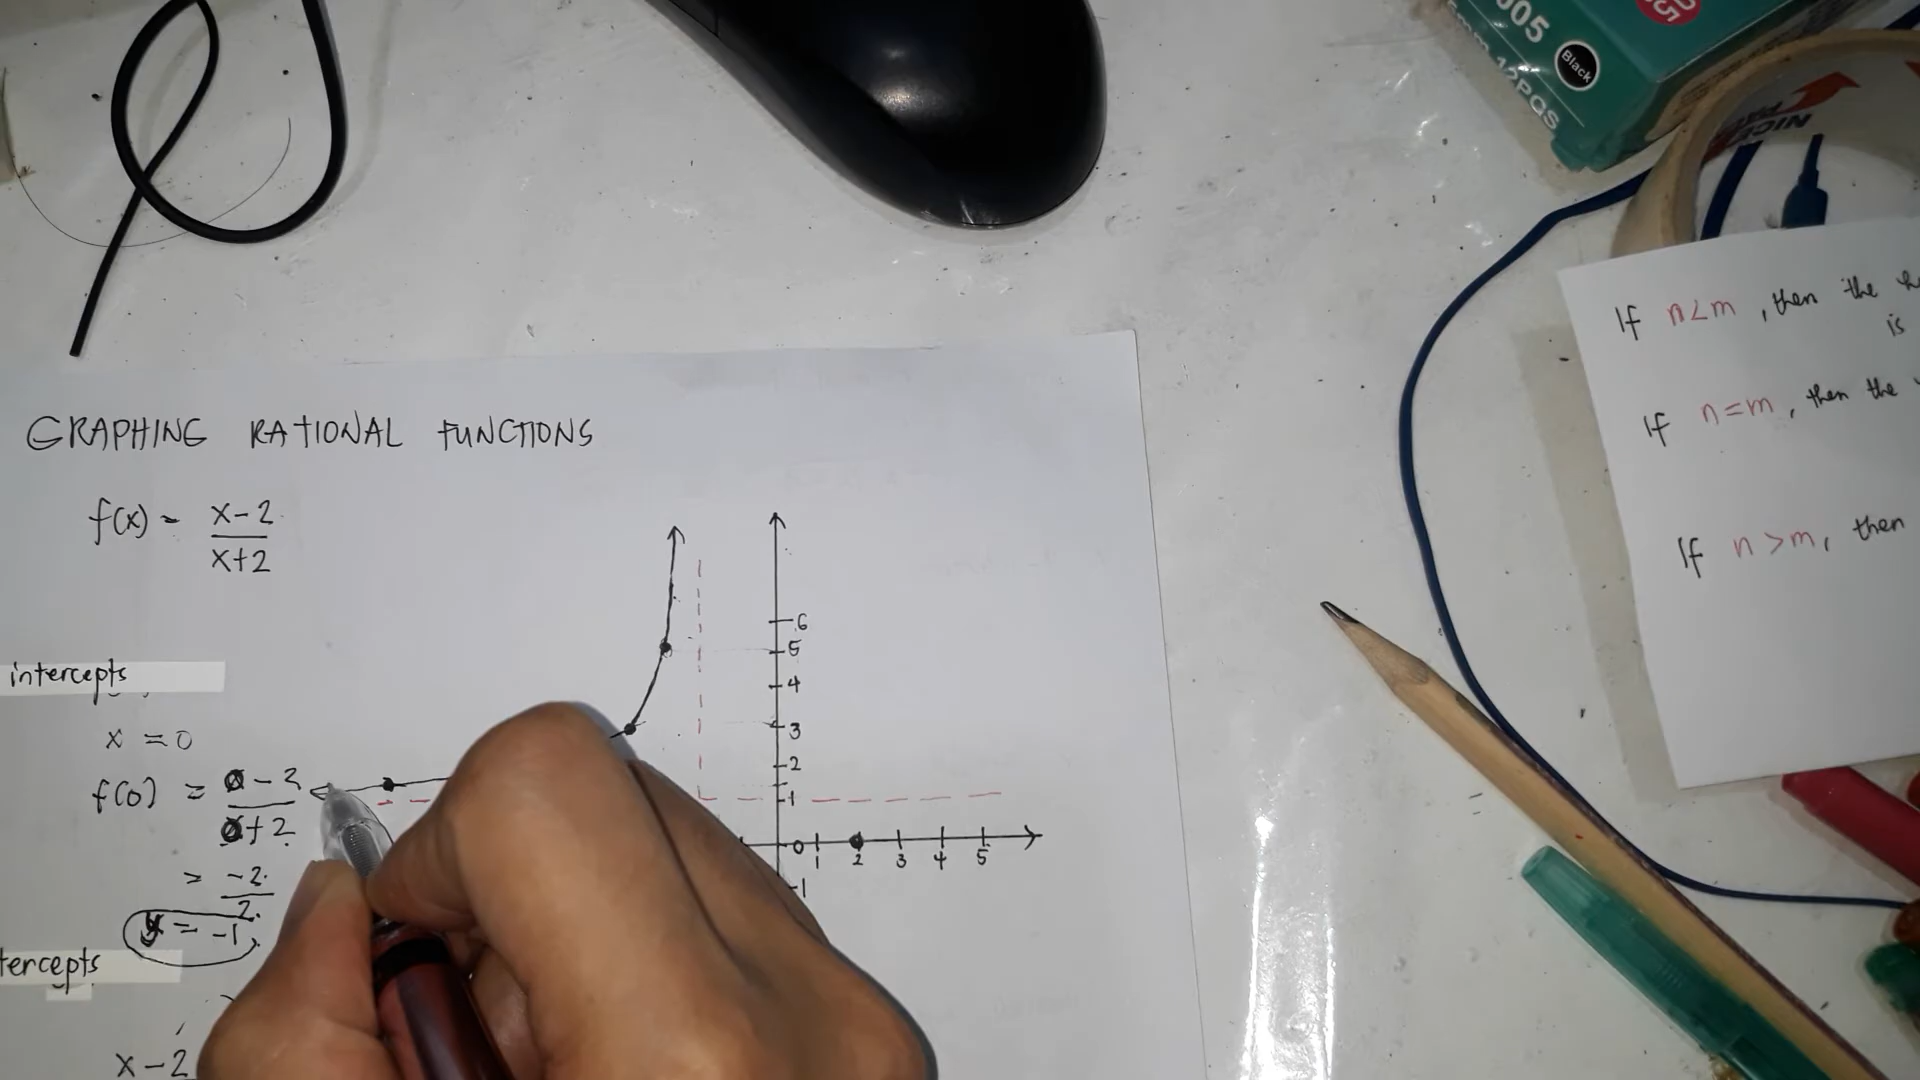 005
Black
12PCS
NICE
If n<m, then the
is
If n=m, then the
If n>m, then
GRAPHING RATIONAL FUNCTIONS
f(x) = x-2
x+2
intercepts
x = 0
f(0) = 0 - 2
0 + 2
= -2
2
y = -1
tercepts
x-2
6
5
4
3
2
1
0 1 2 3 4 5
-1